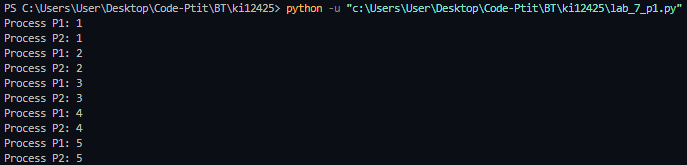 PS C:\Users\User\Desktop\Code-Ptit\BT\ki12425> python -u "c:\Users\User\Desktop\Code-Ptit\BT\ki12425\lab_7_p1.py"
Process P1: 1
Process P2: 1
Process P1: 2
Process P2: 2
Process P1: 3
Process P2: 3
Process P1: 4
Process P2: 4
Process P1: 5
Process P2: 5